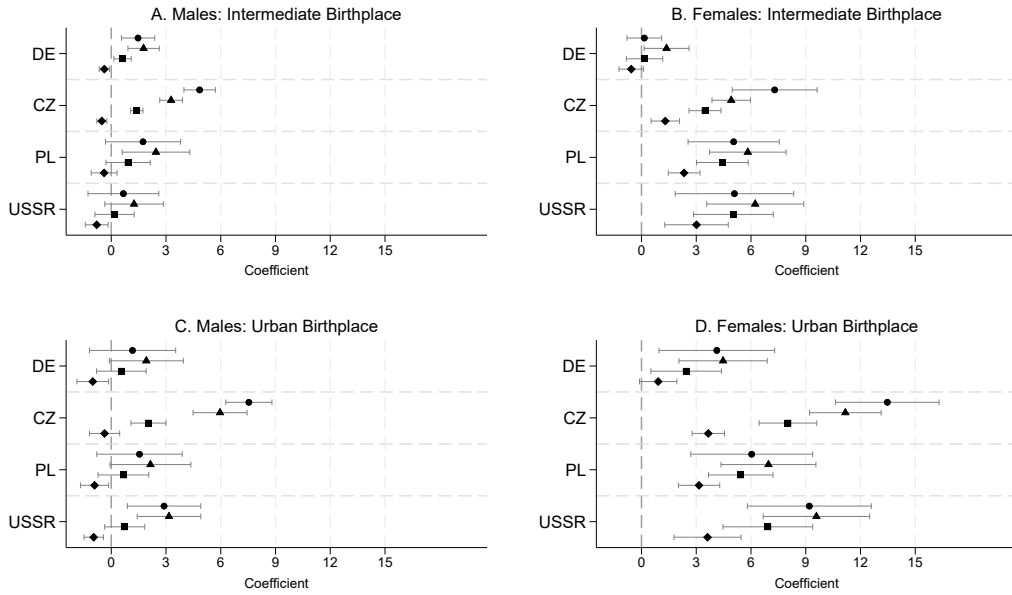 A. Males: Intermediate Birthplace
DE
CZ
PL
USSR
0 3 6 9 12 15
Coefficient
B. Females: Intermediate Birthplace
DE
CZ
PL
USSR
0 3 6 9 12 15
Coefficient
C. Males: Urban Birthplace
DE
CZ
PL
USSR
0 3 6 9 12 15
Coefficient
D. Females: Urban Birthplace
DE
CZ
PL
USSR
0 3 6 9 12 15
Coefficient